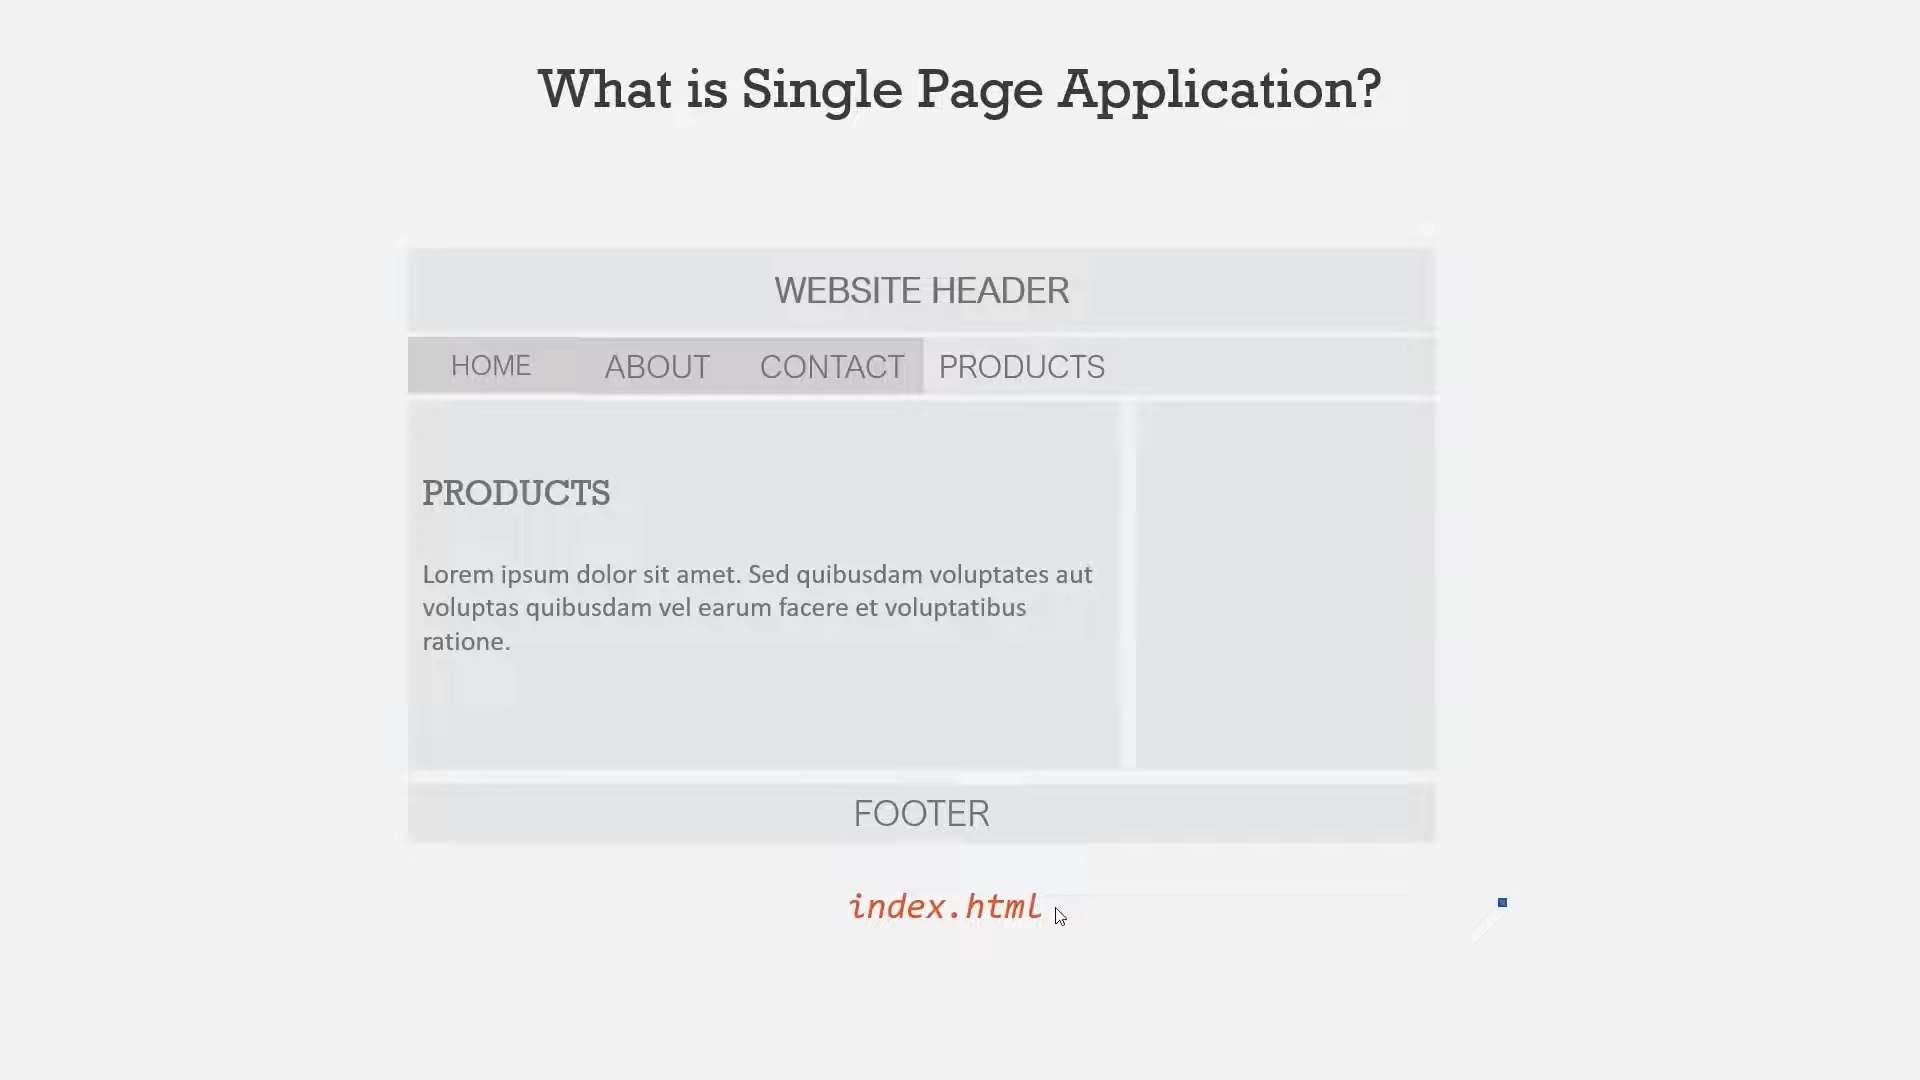 What is Single Page Application?
WEBSITE HEADER
HOME ABOUT CONTACT PRODUCTS
PRODUCTS
Lorem ipsum dolor sit amet. Sed quibusdam voluptates aut
voluptas quibusdam vel earum facere et voluptatibus
ratione.
FOOTER
index.html